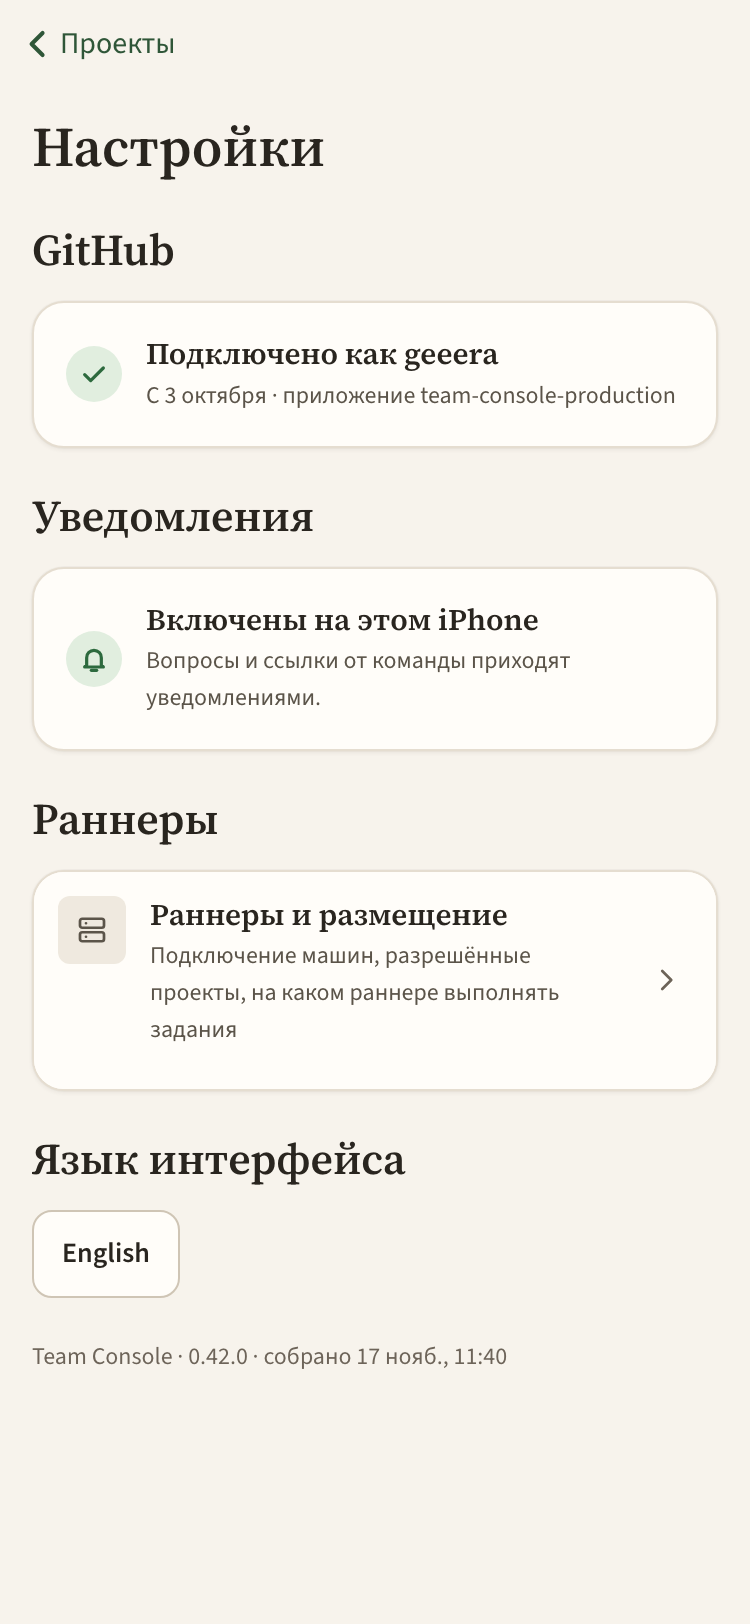 Проекты
Настройки
GitHub
Подключено как geeera
С 3 октября · приложение team-console-production
Уведомления
Включены на этом iPhone
Вопросы и ссылки от команды приходят
уведомлениями.
Раннеры
Раннеры и размещение
Подключение машин, разрешённые
проекты, на каком раннере выполнять
задания
Язык интерфейса
English
Team Console · 0.42.0 · собрано 17 нояб., 11:40